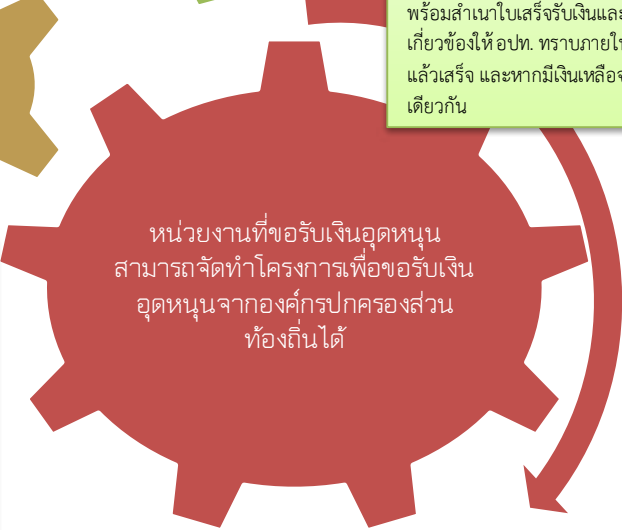 พร้อมสำเนาใบเสร็จรับเงินและ
เกี่ยวข้องให้ อปท. ทราบภายใน
แล้วเสร็จ และหากมีเงินเหลือจ
เดียวกัน
หน่วยงานที่ขอรับเงินอุดหนุน
สามารถจัดทำโครงการเพื่อขอรับเงิน
อุดหนุนจากองค์กรปกครองส่วน
ท้องถิ่นได้